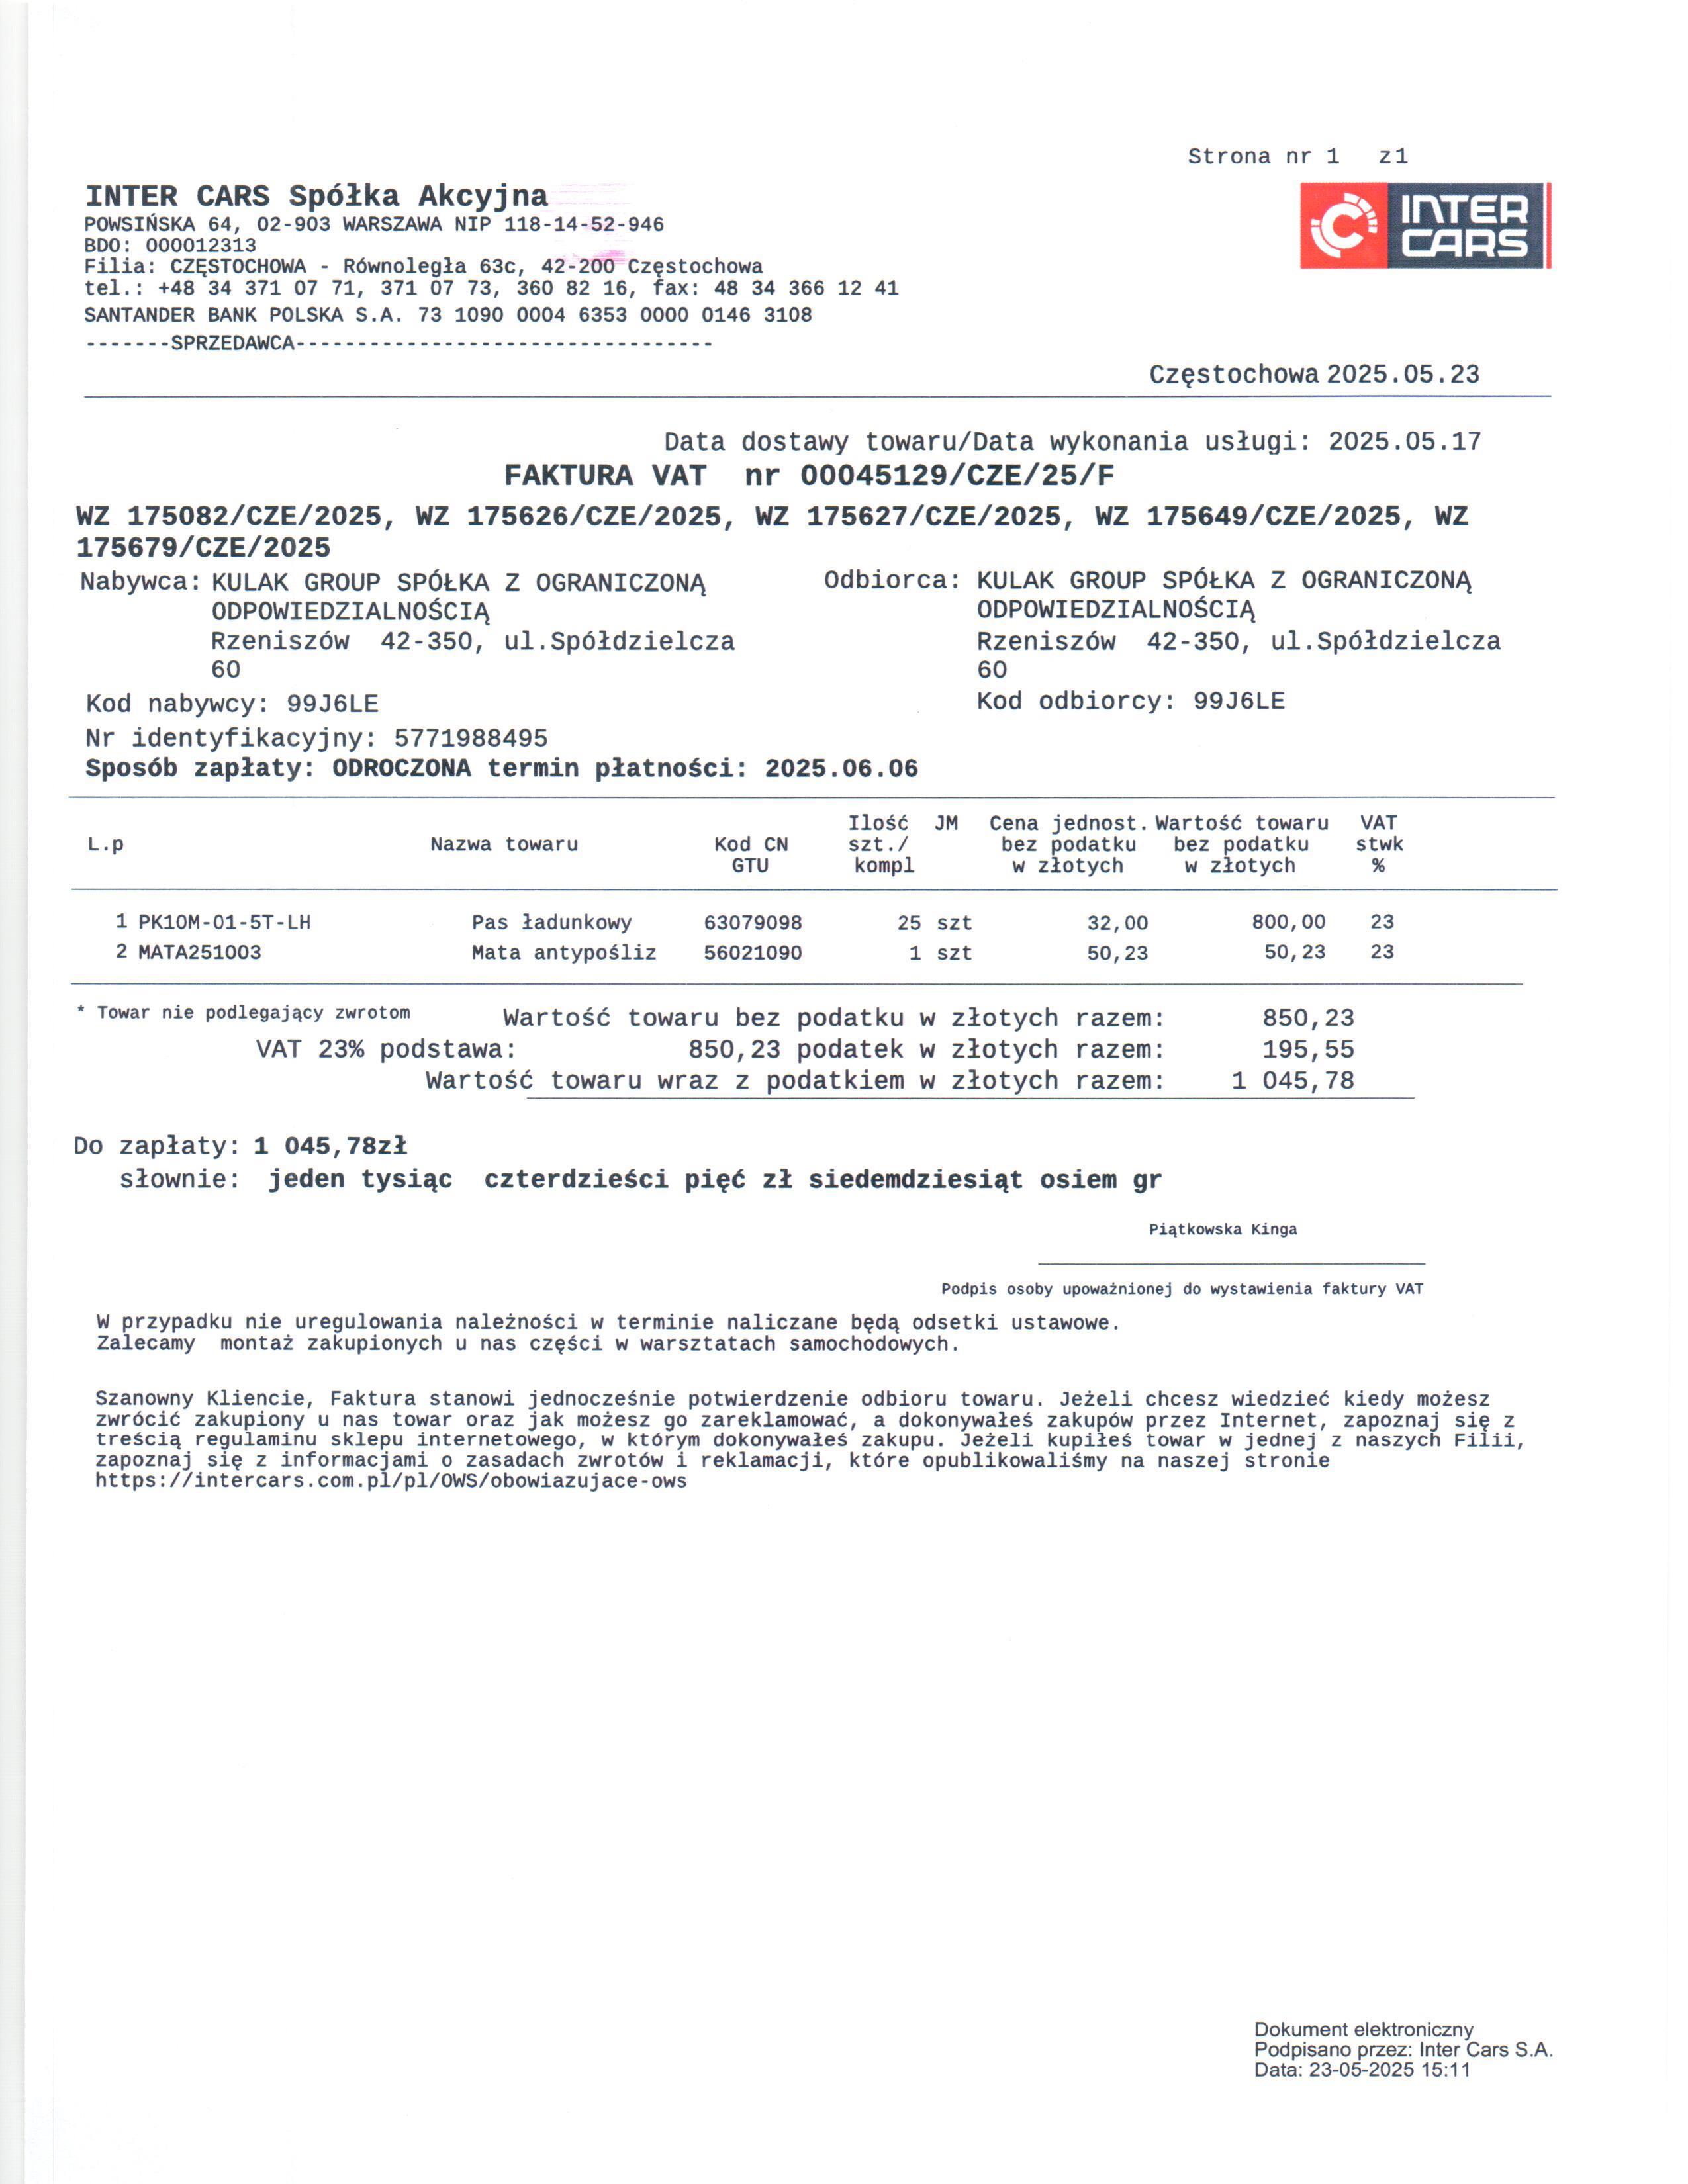 Strona nr 1 z1
INTER CARS Spółka Akcyjna
POWSIŃSKA 64, 02-903 WARSZAWA NIP 118-14-52-946
BDO: 000012313
Filia: CZĘSTOCHOWA - Równoległa 63c, 42-200 Częstochowa
tel.: +48 34 371 07 71, 371 07 73, 360 82 16, fax: 48 34 366 12 41
SANTANDER BANK POLSKA S.A. 73 1090 0004 6353 0000 0146 3108
-------SPRZEDAWCA----------------------------------
INTER
CARS
Częstochowa 2025.05.23
Data dostawy towaru/Data wykonania usługi: 2025.05.17
FAKTURA VAT nr 00045129/CZE/25/F
WZ 175082/CZE/2025, WZ 175626/CZE/2025, WZ 175627/CZE/2025, WZ 175649/CZE/2025, WZ
175679/CZE/2025
Nabywca: KULAK GROUP SPÓŁKA Z OGRANICZONĄ
ODPOWIEDZIALNOŚCIĄ
Rzeniszów 42-350, ul.Spółdzielcza
60
Kod nabywcy: 99J6LE
Odbiorca: KULAK GROUP SPÓŁKA Z OGRANICZONĄ
ODPOWIEDZIALNOŚCIĄ
Rzeniszów 42-350, ul.Spółdzielcza
60
Kod odbiorcy: 99J6LE
Nr identyfikacyjny: 5771988495
Sposób zapłaty: ODROCZONA termin płatności: 2025.06.06
Ilość JM Cena jednost. Wartość towaru VAT
L.p Nazwa towaru Kod CN szt./ bez podatku bez podatku stwk
GTU kompl w złotych w złotych %
1 PK10M-01-5T-LH Pas ładunkowy 63079098 25 szt 32,00 800,00 23
2 MATA251003 Mata antypośliz 56021090 1 szt 50,23 50,23 23
* Towar nie podlegający zwrotom Wartość towaru bez podatku w złotych razem: 850,23
VAT 23% podstawa: 850,23 podatek w złotych razem: 195,55
Wartość towaru wraz z podatkiem w złotych razem: 1 045,78
Do zapłaty: 1 045,78zł
słownie: jeden tysiąc czterdzieści pięć zł siedemdziesiąt osiem gr
Piątkowska Kinga
Podpis osoby upoważnionej do wystawienia faktury VAT
W przypadku nie uregulowania należności w terminie naliczane będą odsetki ustawowe.
Zalecamy montaż zakupionych u nas części w warsztatach samochodowych.
Szanowny Kliencie, Faktura stanowi jednocześnie potwierdzenie odbioru towaru. Jeżeli chcesz wiedzieć kiedy możesz
zwrócić zakupiony u nas towar oraz jak możesz go zareklamować, a dokonywałeś zakupów przez Internet, zapoznaj się z
treścią regulaminu sklepu internetowego, w którym dokonywałeś zakupu. Jeżeli kupiłeś towar w jednej z naszych Filii,
zapoznaj się z informacjami o zasadach zwrotów i reklamacji, które opublikowaliśmy na naszej stronie
https://intercars.com.pl/pl/OWS/obowiazujace-ows
Dokument elektroniczny
Podpisano przez: Inter Cars S.A.
Data: 23-05-2025 15:11